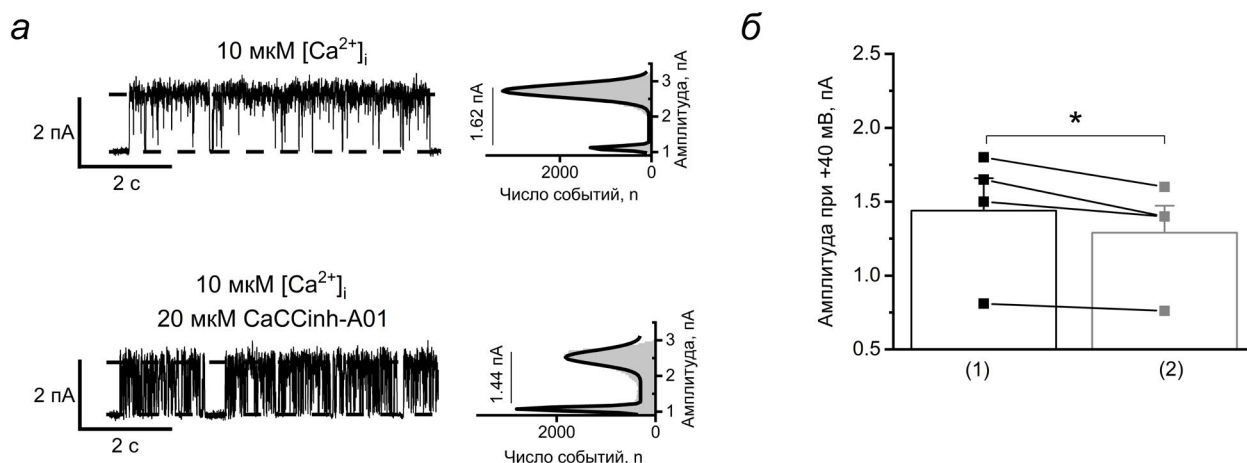 а
10 мкМ [Ca²⁺]ᵢ
2 пА
2 с
1.62 пА
3
2
1
Амплитуда, пА
2000
0
Число событий, n
10 мкМ [Ca²⁺]ᵢ
20 мкМ CaCCinh-A01
2 пА
2 с
1.44 пА
3
2
1
Амплитуда, пА
2000
0
Число событий, n
б
Амплитуда при +40 мВ, пА
2.5
2.0
1.5
1.0
0.5
*
(1)
(2)